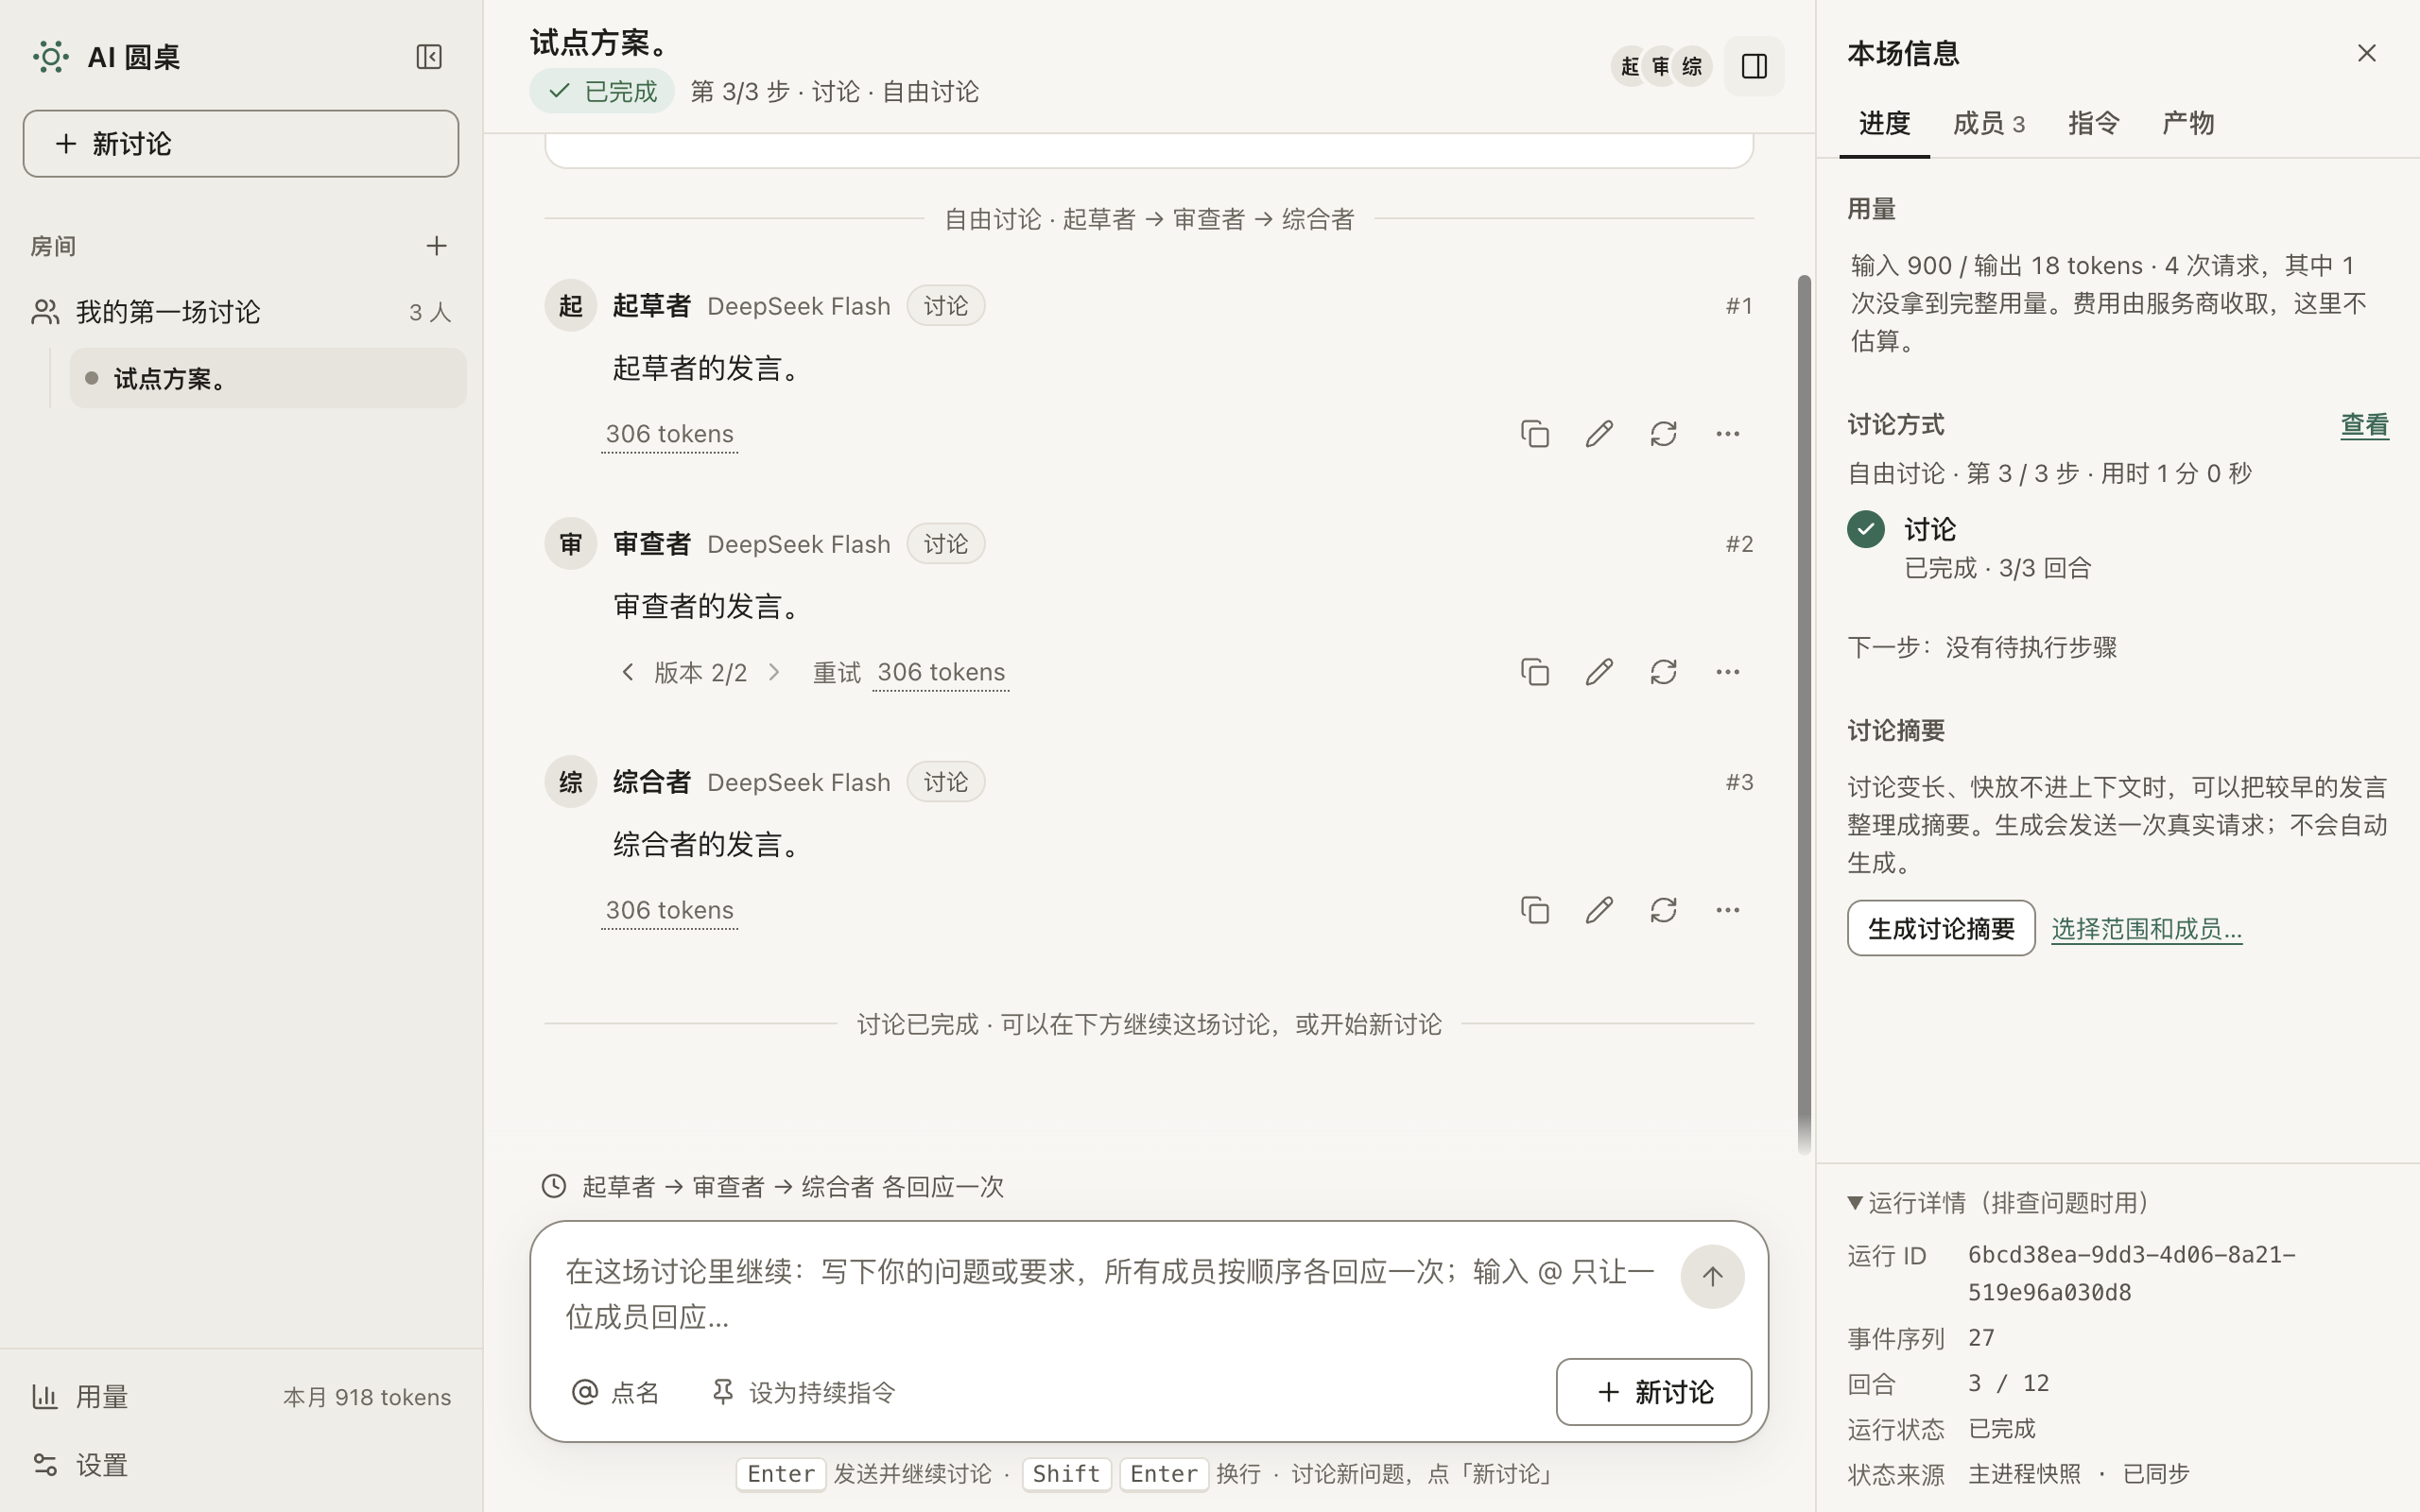 AI 圆桌
新讨论
房间
我的第一场讨论 3 人
试点方案。
用量 本月 918 tokens
设置
试点方案。
已完成 第 3/3 步 · 讨论 · 自由讨论
起 审 综
自由讨论 · 起草者 → 审查者 → 综合者
起 起草者 DeepSeek Flash 讨论 #1
起草者的发言。
306 tokens
审 审查者 DeepSeek Flash 讨论 #2
审查者的发言。
版本 2/2 重试 306 tokens
综 综合者 DeepSeek Flash 讨论 #3
综合者的发言。
306 tokens
讨论已完成 · 可以在下方继续这场讨论，或开始新讨论
起草者 → 审查者 → 综合者 各回应一次
在这场讨论里继续：写下你的问题或要求，所有成员按顺序各回应一次；输入 @ 只让一
位成员回应...
@ 点名 设为持续指令 新讨论
Enter 发送并继续讨论 · Shift Enter 换行 · 讨论新问题，点「新讨论」
本场信息
进度 成员 3 指令 产物
用量
输入 900 / 输出 18 tokens · 4 次请求，其中 1
次没拿到完整用量。费用由服务商收取，这里不
估算。
讨论方式 查看
自由讨论 · 第 3 / 3 步 · 用时 1 分 0 秒
讨论
已完成 · 3/3 回合
下一步：没有待执行步骤
讨论摘要
讨论变长、快放不进上下文时，可以把较早的发言
整理成摘要。生成会发送一次真实请求；不会自动
生成。
生成讨论摘要 选择范围和成员...
▼运行详情（排查问题时用）
运行 ID 6bcd38ea-9dd3-4d06-8a21-
519e96a030d8
事件序列 27
回合 3 / 12
运行状态 已完成
状态来源 主进程快照 · 已同步